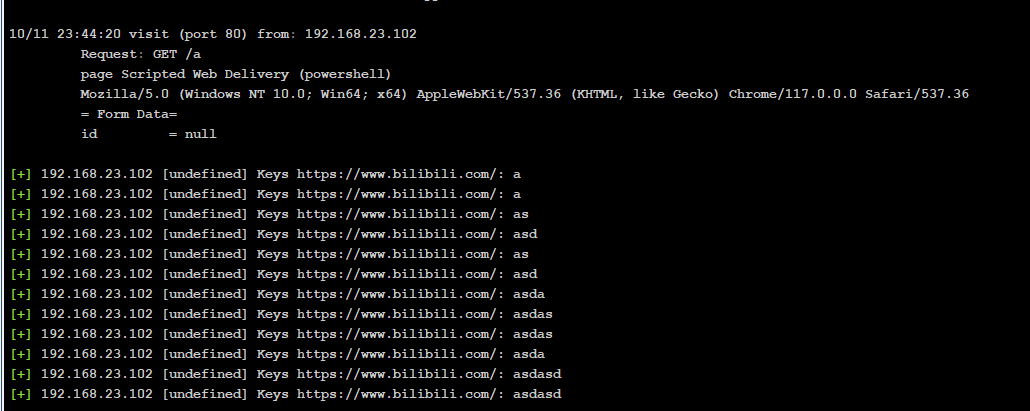 10/11 23:44:20 visit (port 80) from: 192.168.23.102
Request: GET /a
page Scripted Web Delivery (powershell)
Mozilla/5.0 (Windows NT 10.0; Win64; x64) AppleWebKit/537.36 (KHTML, like Gecko) Chrome/117.0.0.0 Safari/537.36
= Form Data=
id = null
[+] 192.168.23.102 [undefined] Keys https://www.bilibili.com/: a
[+] 192.168.23.102 [undefined] Keys https://www.bilibili.com/: a
[+] 192.168.23.102 [undefined] Keys https://www.bilibili.com/: as
[+] 192.168.23.102 [undefined] Keys https://www.bilibili.com/: asd
[+] 192.168.23.102 [undefined] Keys https://www.bilibili.com/: as
[+] 192.168.23.102 [undefined] Keys https://www.bilibili.com/: asd
[+] 192.168.23.102 [undefined] Keys https://www.bilibili.com/: asda
[+] 192.168.23.102 [undefined] Keys https://www.bilibili.com/: asdas
[+] 192.168.23.102 [undefined] Keys https://www.bilibili.com/: asdas
[+] 192.168.23.102 [undefined] Keys https://www.bilibili.com/: asda
[+] 192.168.23.102 [undefined] Keys https://www.bilibili.com/: asdasd
[+] 192.168.23.102 [undefined] Keys https://www.bilibili.com/: asdasd